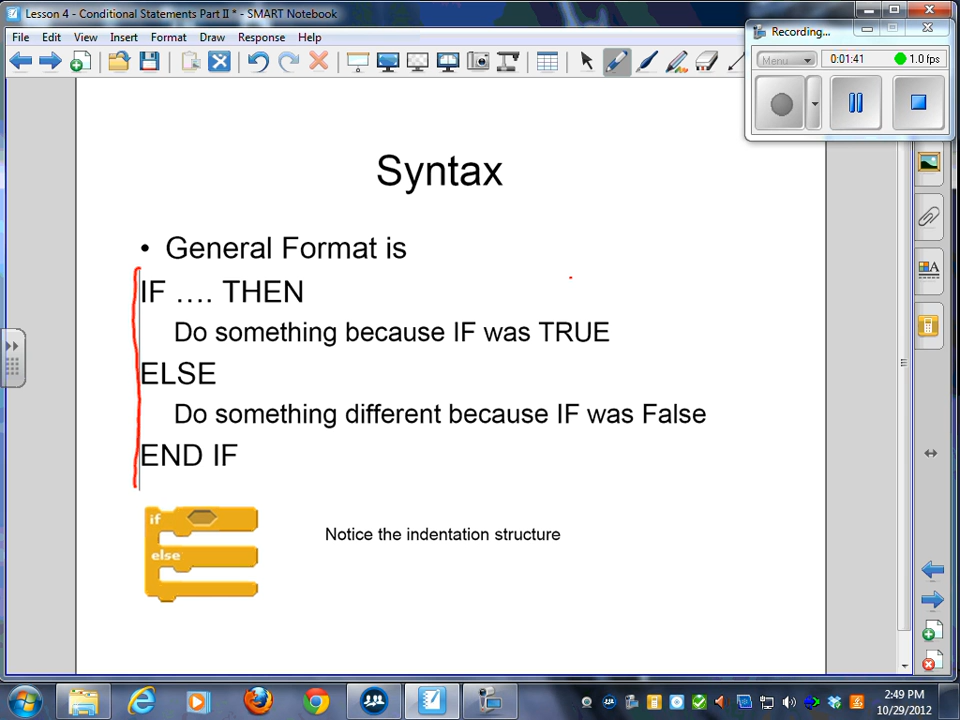 Lesson 4 - Conditional Statements Part II * - SMART Notebook
File Edit View Insert Format Draw Response Help
Recording...
Menu 0:01:41 1.0 fps
Syntax
• General Format is
IF …. THEN
Do something because IF was TRUE
ELSE
Do something different because IF was False
END IF
if
else
Notice the indentation structure
2:49 PM
10/29/2012